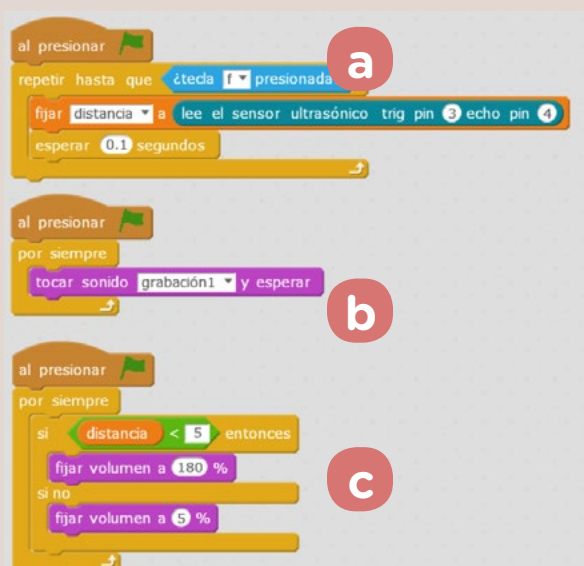 al presionar
a
repetir hasta que ¿tecla f presionada
fijar distancia a lee el sensor ultrasónico trig pin 3 echo pin 4
esperar 0.1 segundos
al presionar
por siempre
tocar sonido grabación1 y esperar
b
al presionar
por siempre
si distancia < 5 entonces
fijar volumen a 180 %
c
si no
fijar volumen a 5 %